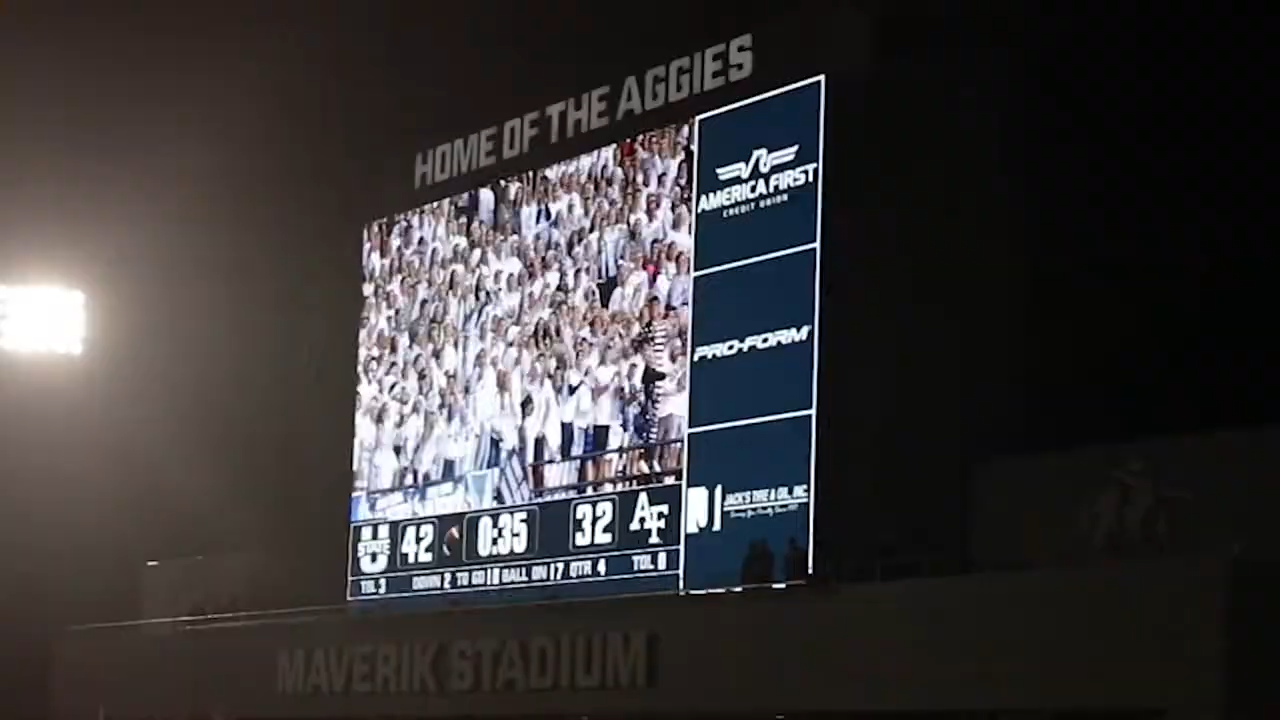 HOME OF THE AGGIES
AMERICA FIRST
CREDIT UNION
PRO-FORM
JACK'S TIRE & OIL, INC.
U STATE 42 0:35 32 AF
TOL 3 DOWN 2 TO GO 10 BALL ON 17 QTR 4 TOL 0
MAVERIK STADIUM